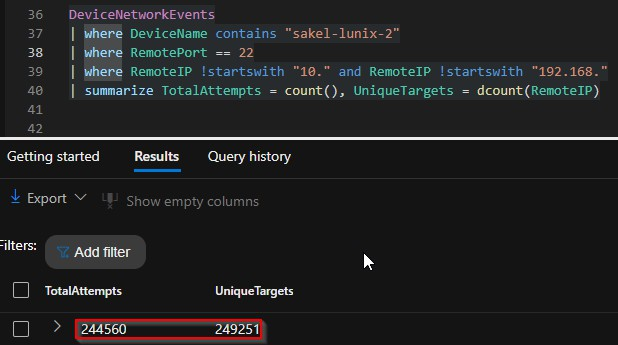 36 DeviceNetworkEvents
37 | where DeviceName contains "sakel-lunix-2"
38 | where RemotePort == 22
39 | where RemoteIP !startswith "10." and RemoteIP !startswith "192.168."
40 | summarize TotalAttempts = count(), UniqueTargets = dcount(RemoteIP)
41
42
Getting started Results Query history
Export Show empty columns
Filters: Add filter
TotalAttempts UniqueTargets
244560 249251